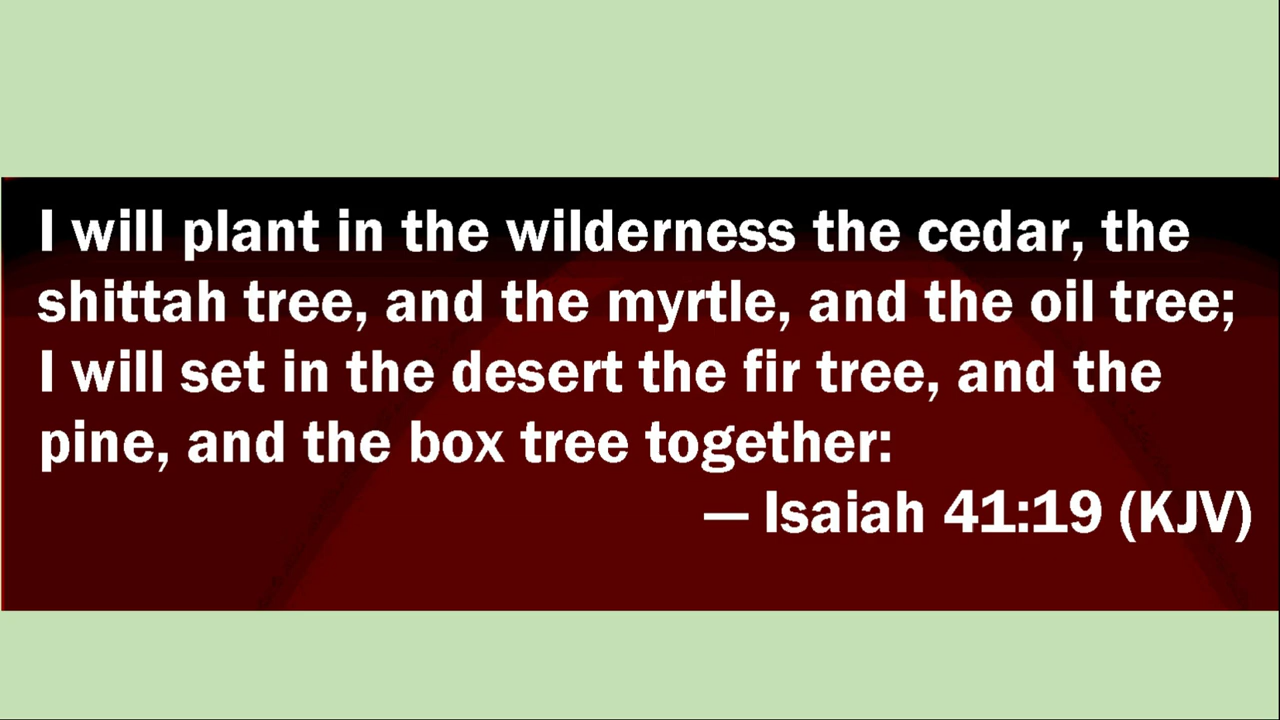 I will plant in the wilderness the cedar, the
shittah tree, and the myrtle, and the oil tree;
I will set in the desert the fir tree, and the
pine, and the box tree together:
— Isaiah 41:19 (KJV)